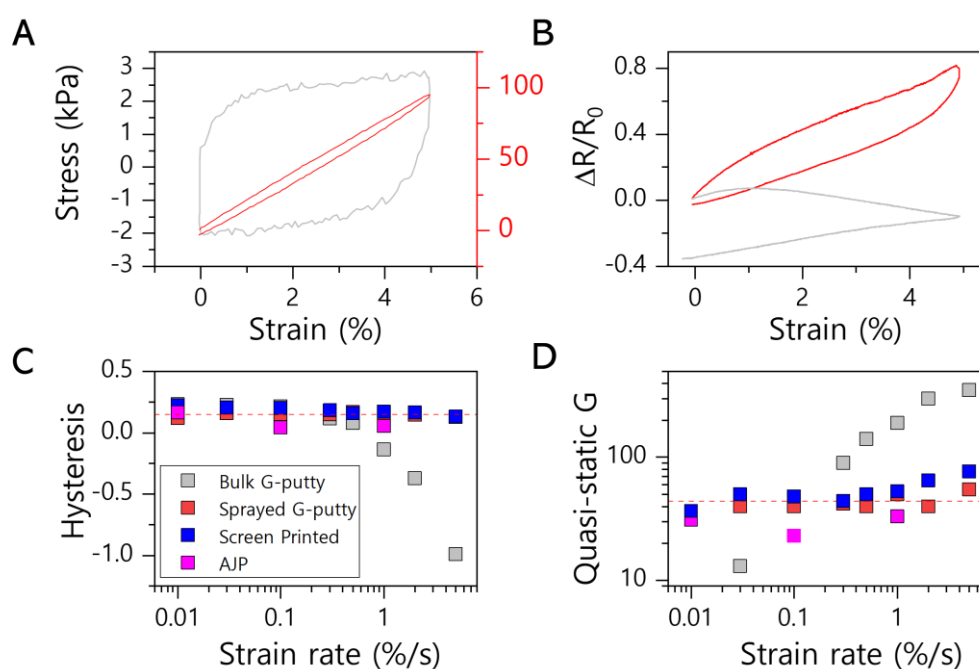 A
Stress (kPa)
3
2
1
0
-1
-2
-3
100
50
0
0 2 4 6
Strain (%)
B
ΔR/R0
0.8
0.4
0.0
-0.4
0 2 4
Strain (%)
C
Hysteresis
0.5
0.0
-0.5
-1.0
Bulk G-putty
Sprayed G-putty
Screen Printed
AJP
0.01 0.1 1
Strain rate (%/s)
D
Quasi-static G
100
10
0.01 0.1 1
Strain rate (%/s)